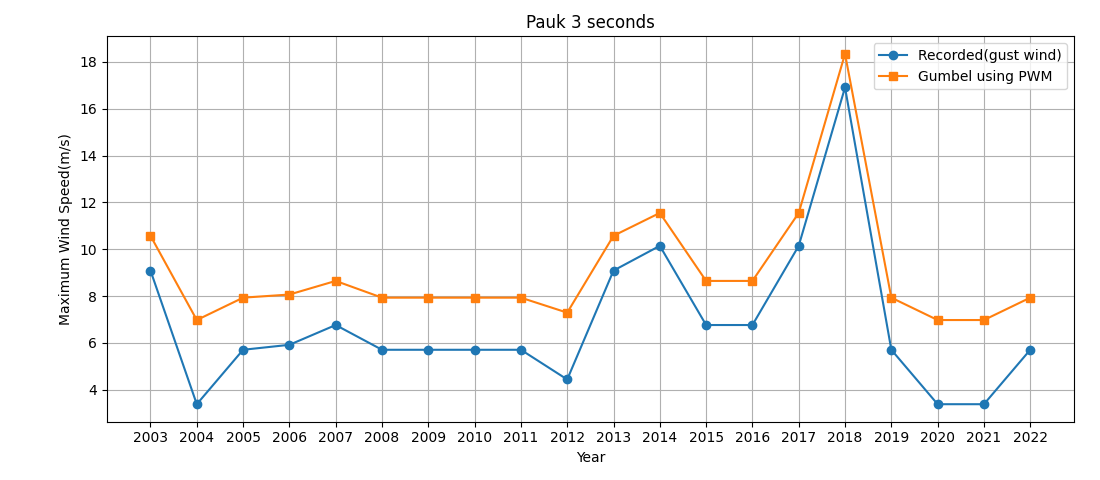 Pauk 3 seconds
Recorded(gust wind)
Gumbel using PWM
Maximum Wind Speed(m/s)
18
16
14
12
10
8
6
4
2003 2004 2005 2006 2007 2008 2009 2010 2011 2012 2013 2014 2015 2016 2017 2018 2019 2020 2021 2022
Year